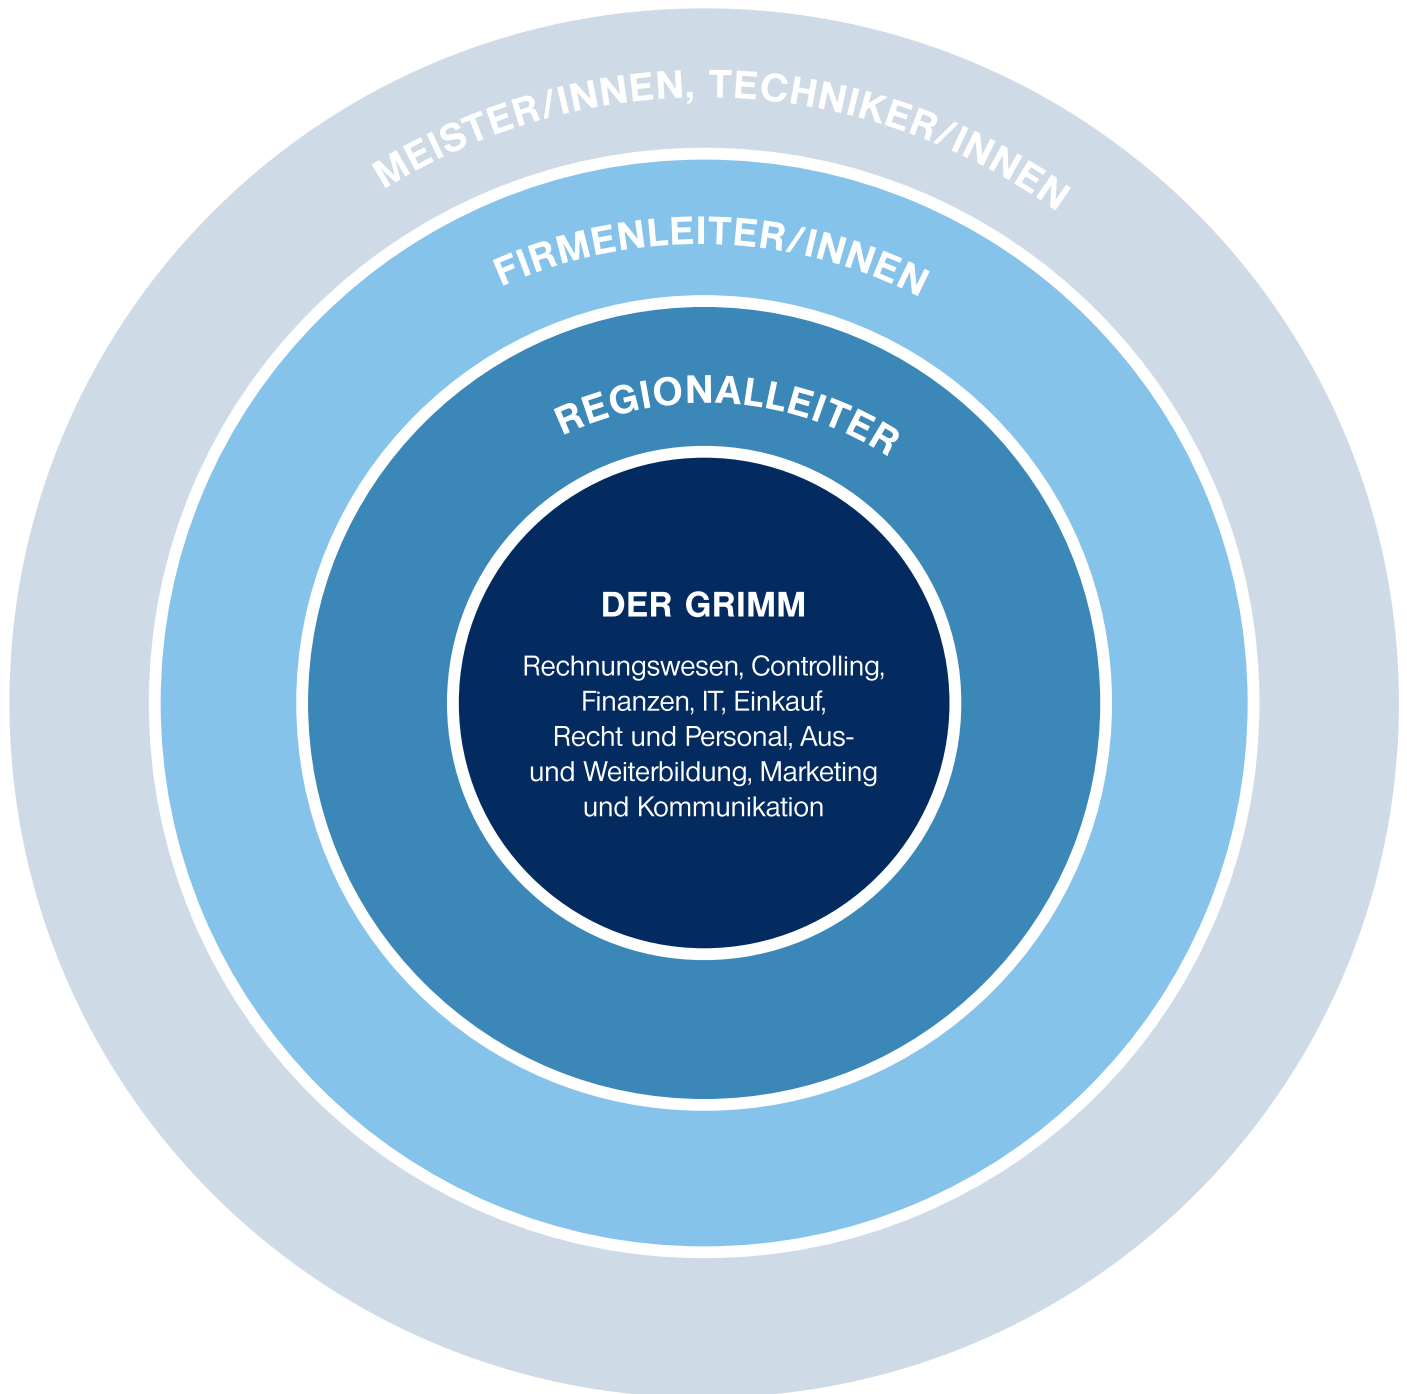 MEISTER/INNEN, TECHNIKER/INNEN
FIRMENLEITER/INNEN
REGIONALLEITER
DER GRIMM
Rechnungswesen, Controlling,
Finanzen, IT, Einkauf,
Recht und Personal, Aus-
und Weiterbildung, Marketing
und Kommunikation